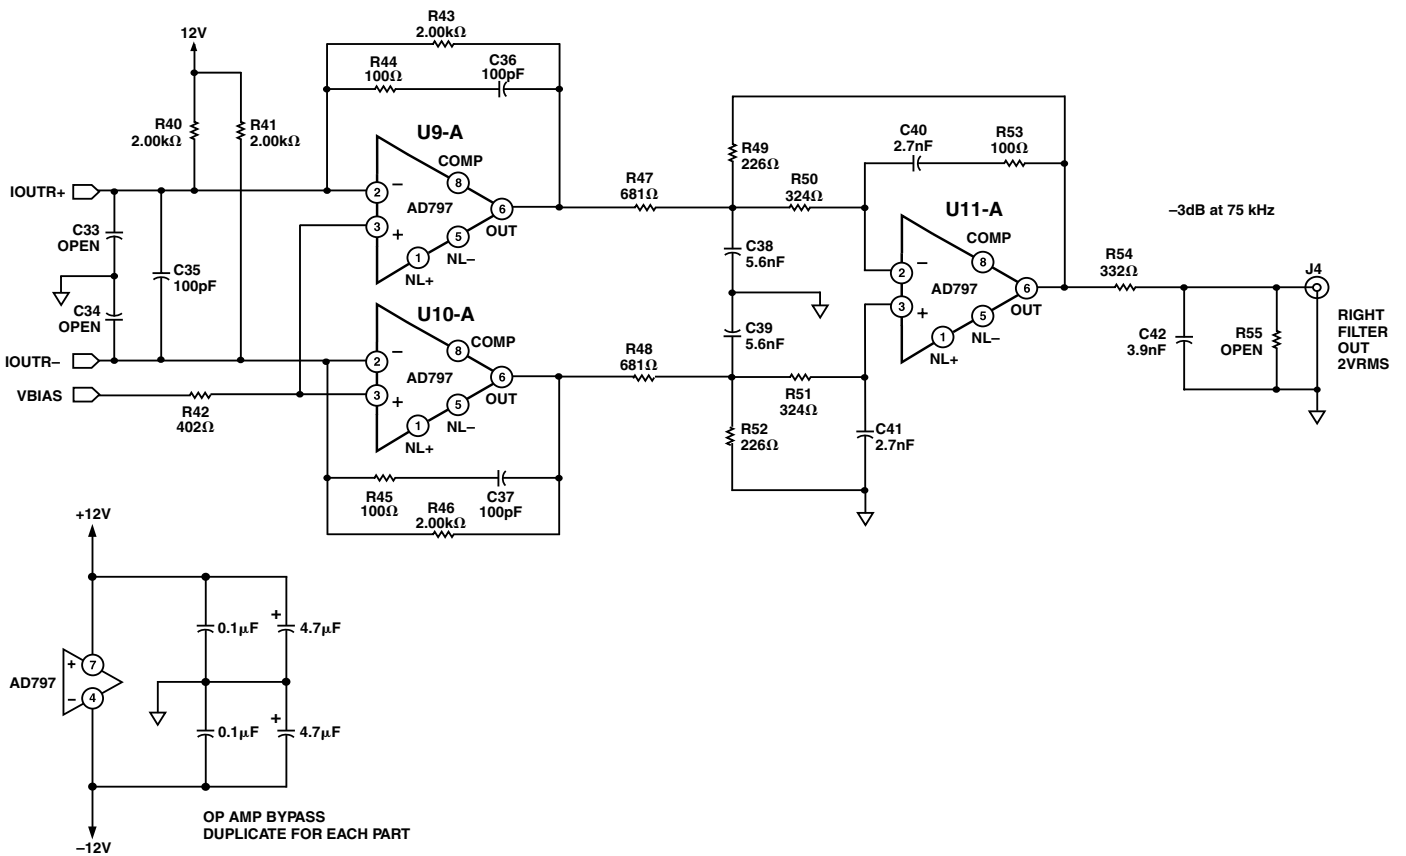 R43
2.00kΩ
12V
R44
100Ω
C36
100pF
R40
2.00kΩ
R41
2.00kΩ
U9-A
COMP
8
IOUTR+
2
−
AD797
6
OUT
3
+
5
NL−
1
NL+
C33
OPEN
C35
100pF
C34
OPEN
IOUTR−
VBIAS
R42
402Ω
U10-A
COMP
8
2
−
AD797
6
OUT
3
+
5
NL−
1
NL+
R45
100Ω
C37
100pF
R46
2.00kΩ
R47
681Ω
R48
681Ω
R49
226Ω
R50
324Ω
C40
2.7nF
R53
100Ω
C38
5.6nF
C39
5.6nF
R51
324Ω
R52
226Ω
C41
2.7nF
U11-A
COMP
8
2
−
AD797
6
OUT
3
+
5
NL−
1
NL+
–3dB at 75 kHz
R54
332Ω
J4
C42
3.9nF
R55
OPEN
RIGHT
FILTER
OUT
2VRMS
+12V
0.1μF
+
4.7μF
AD797
+
7
−
4
0.1μF
+
4.7μF
–12V
OP AMP BYPASS
DUPLICATE FOR EACH PART